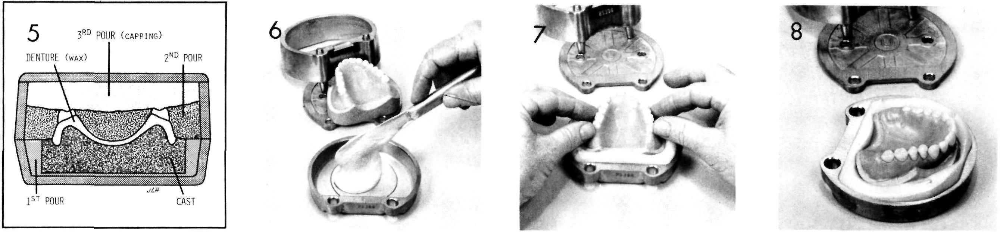 5
3RD POUR (CAPPING)
DENTURE (WAX)
2ND POUR
JCH
1ST POUR
CAST
6
7
8